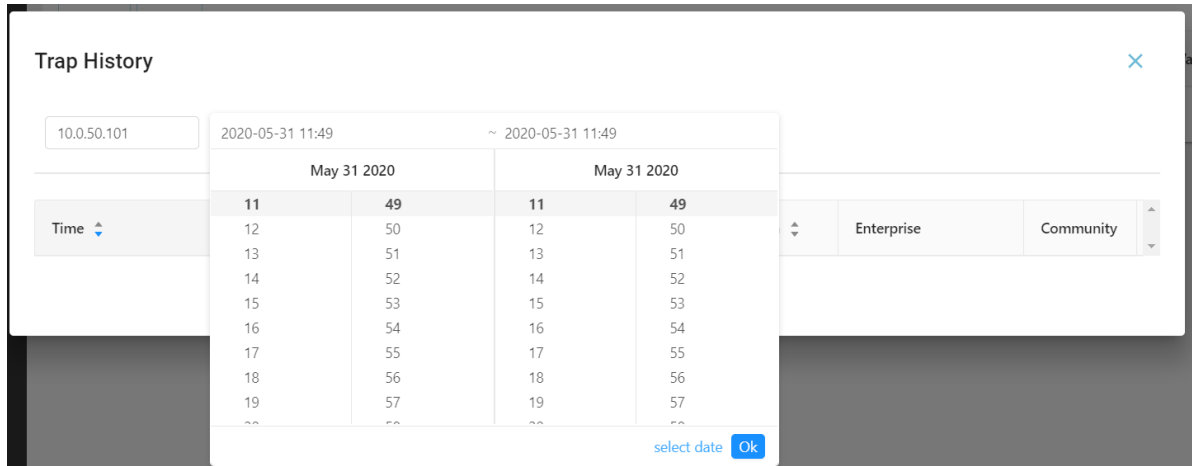 Trap History
10.0.50.101
2020-05-31 11:49 ~ 2020-05-31 11:49
May 31 2020 May 31 2020
11 49 11 49
Time Enterprise Community
12 50 12 50
13 51 13 51
14 52 14 52
15 53 15 53
16 54 16 54
17 55 17 55
18 56 18 56
19 57 19 57
select date Ok